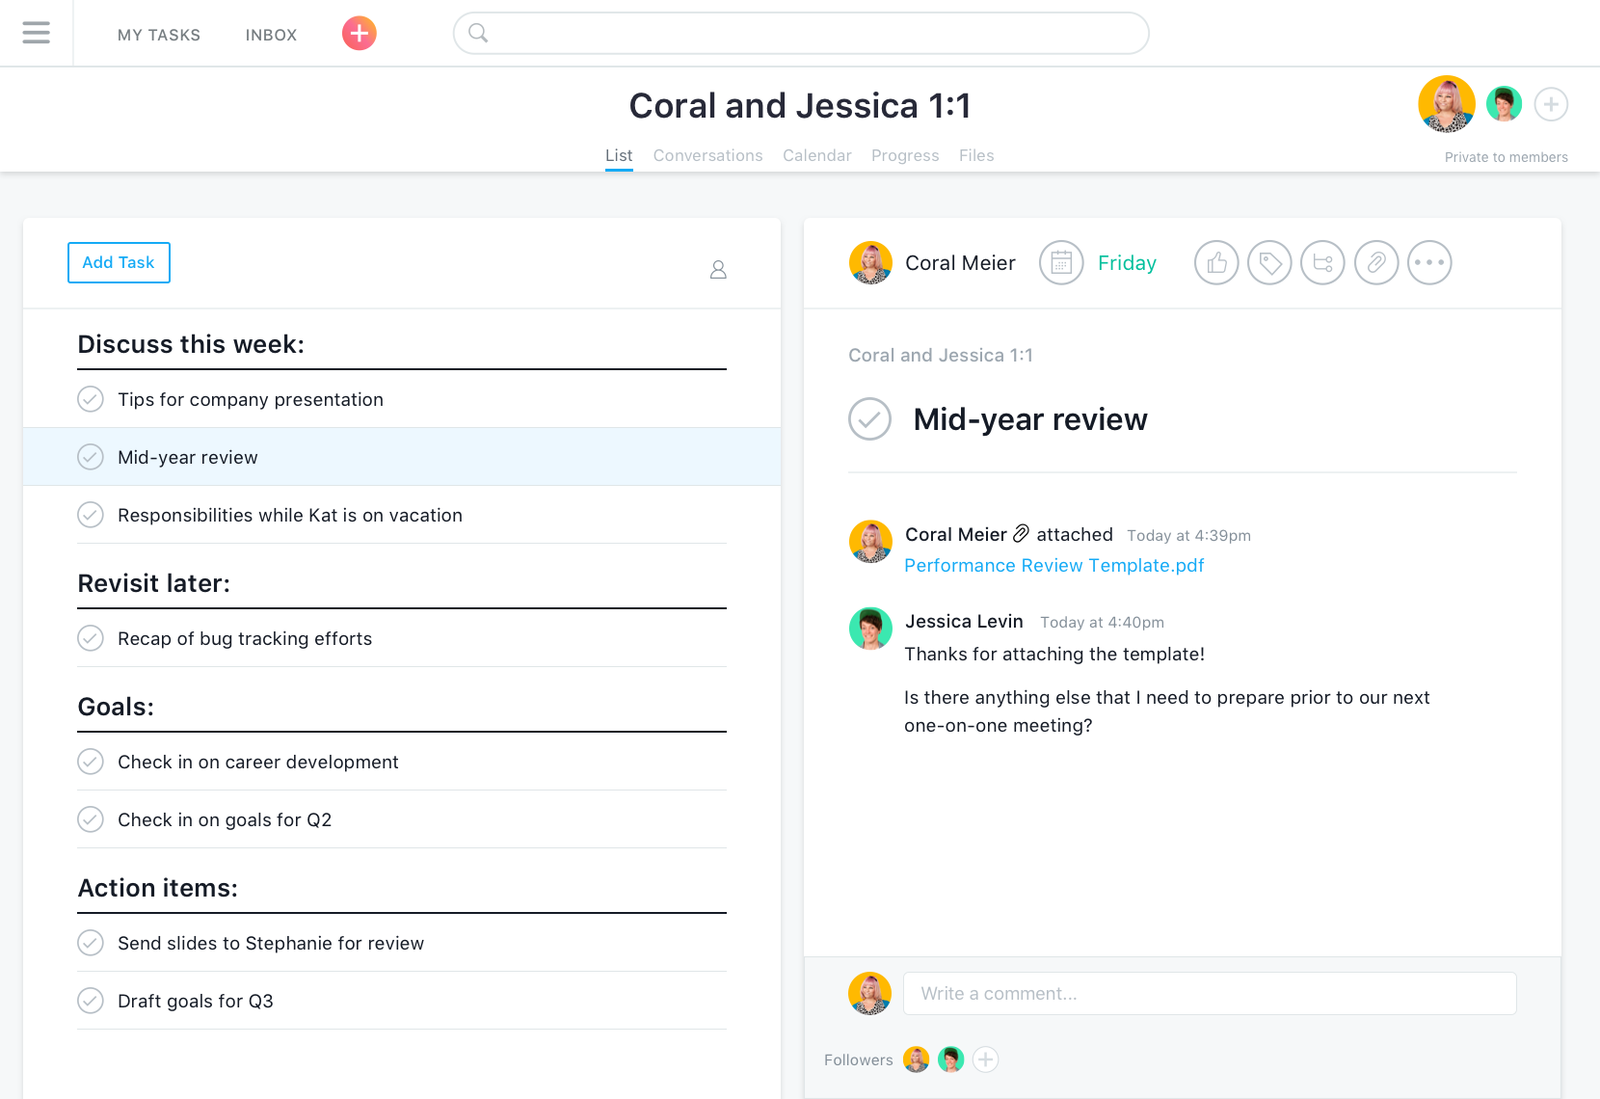 MY TASKS
INBOX
Coral and Jessica 1:1
List
Conversations
Calendar
Progress
Files
Private to members
Add Task
Discuss this week:
Tips for company presentation
Mid-year review
Responsibilities while Kat is on vacation
Revisit later:
Recap of bug tracking efforts
Goals:
Check in on career development
Check in on goals for Q2
Action items:
Send slides to Stephanie for review
Draft goals for Q3
Coral Meier
Friday
Coral and Jessica 1:1
Mid-year review
Coral Meier attached Today at 4:39pm
Performance Review Template.pdf
Jessica Levin Today at 4:40pm
Thanks for attaching the template!
Is there anything else that I need to prepare prior to our next
one-on-one meeting?
Write a comment...
Followers